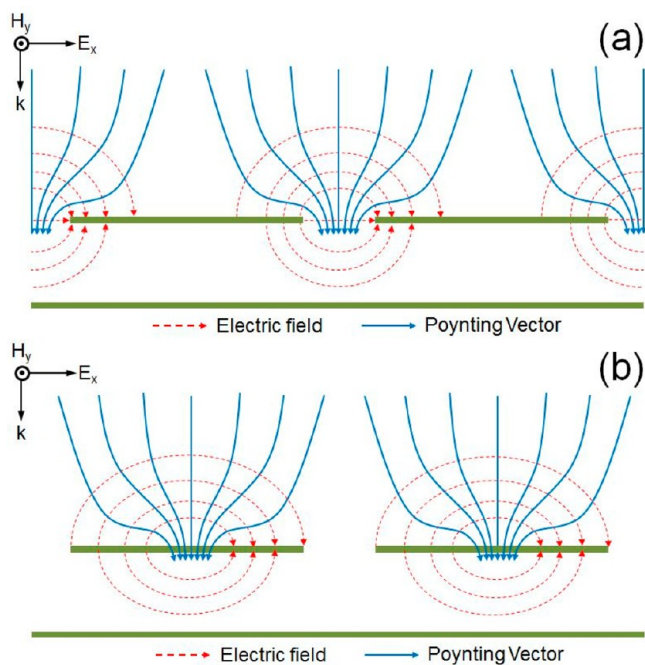 Hy
Ex
k
(a)
Electric field
Poynting Vector
Hy
Ex
k
(b)
Electric field
Poynting Vector